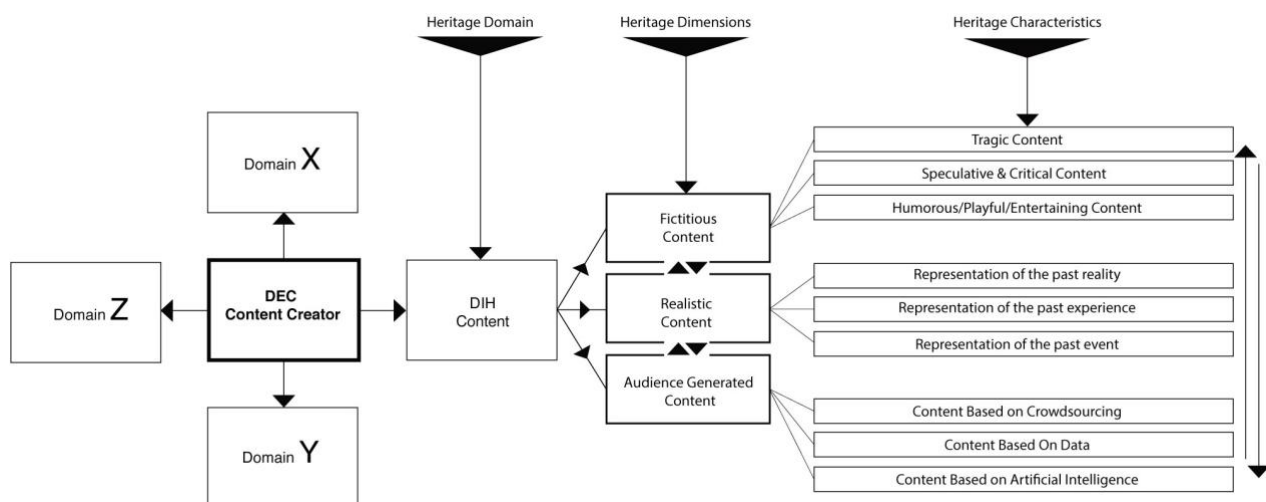 Heritage Domain
Heritage Dimensions
Heritage Characteristics
Domain X
Domain Z
DEC
Content Creator
Domain Y
DIH
Content
Fictitious
Content
Realistic
Content
Audience Generated
Content
Tragic Content
Speculative & Critical Content
Humorous/Playful/Entertaining Content
Representation of the past reality
Representation of the past experience
Representation of the past event
Content Based on Crowdsourcing
Content Based On Data
Content Based on Artificial Intelligence